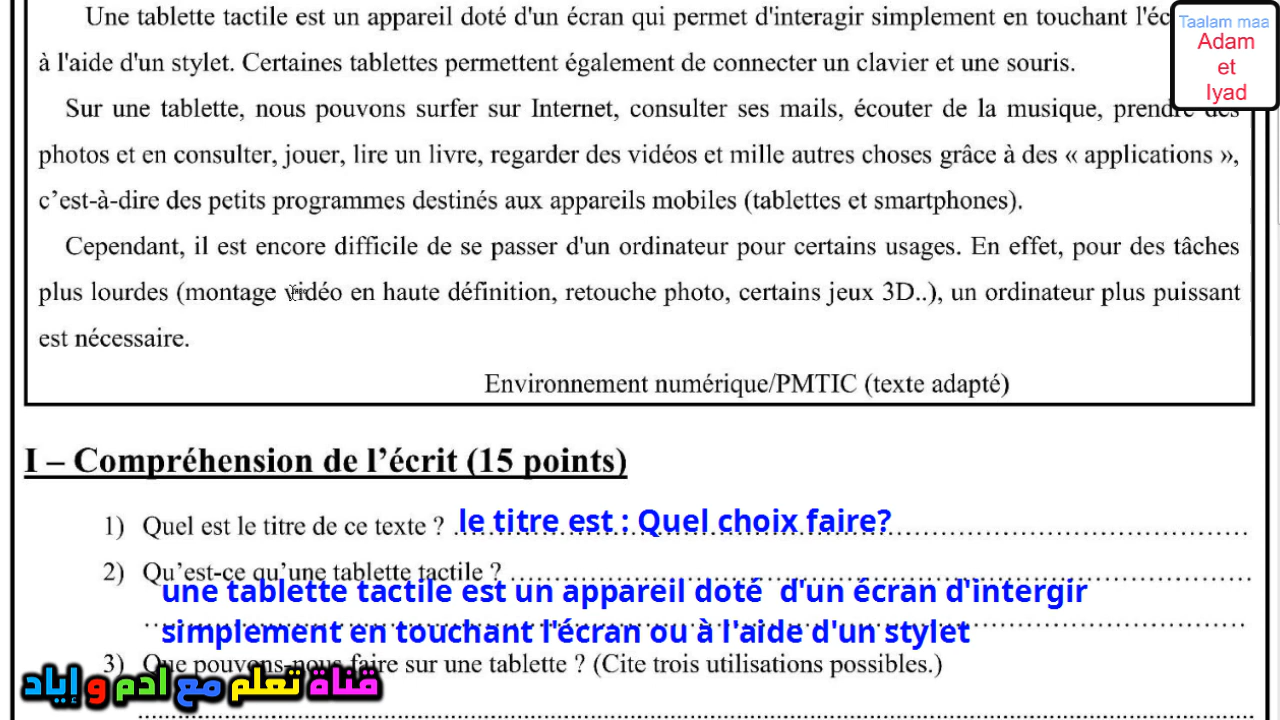 Une tablette tactile est un appareil doté d'un écran qui permet d'interagir simplement en touchant
Taalam maa
Adam
et
Iyad
à l'aide d'un stylet. Certaines tablettes permettent également de connecter un clavier et une souris.
Sur une tablette, nous pouvons surfer sur Internet, consulter ses mails, écouter de la musique, prendre des
photos et en consulter, jouer, lire un livre, regarder des vidéos et mille autres choses grâce à des « applications »,
c’est-à-dire des petits programmes destinés aux appareils mobiles (tablettes et smartphones).
Cependant, il est encore difficile de se passer d'un ordinateur pour certains usages. En effet, pour des tâches
plus lourdes (montage vidéo en haute définition, retouche photo, certains jeux 3D..), un ordinateur plus puissant
est nécessaire.
Environnement numérique/PMTIC (texte adapté)
I – Compréhension de l’écrit (15 points)
1) Quel est le titre de ce texte ? le titre est : Quel choix faire?
2) Qu’est-ce qu’une tablette tactile ?
une tablette tactile est un appareil doté d'un écran d'intergir
simplement en touchant l'écran ou à l'aide d'un stylet
3) Que pouvons-nous faire sur une tablette ? (Cite trois utilisations possibles.)
قناة تعلم مع ادم و إياد